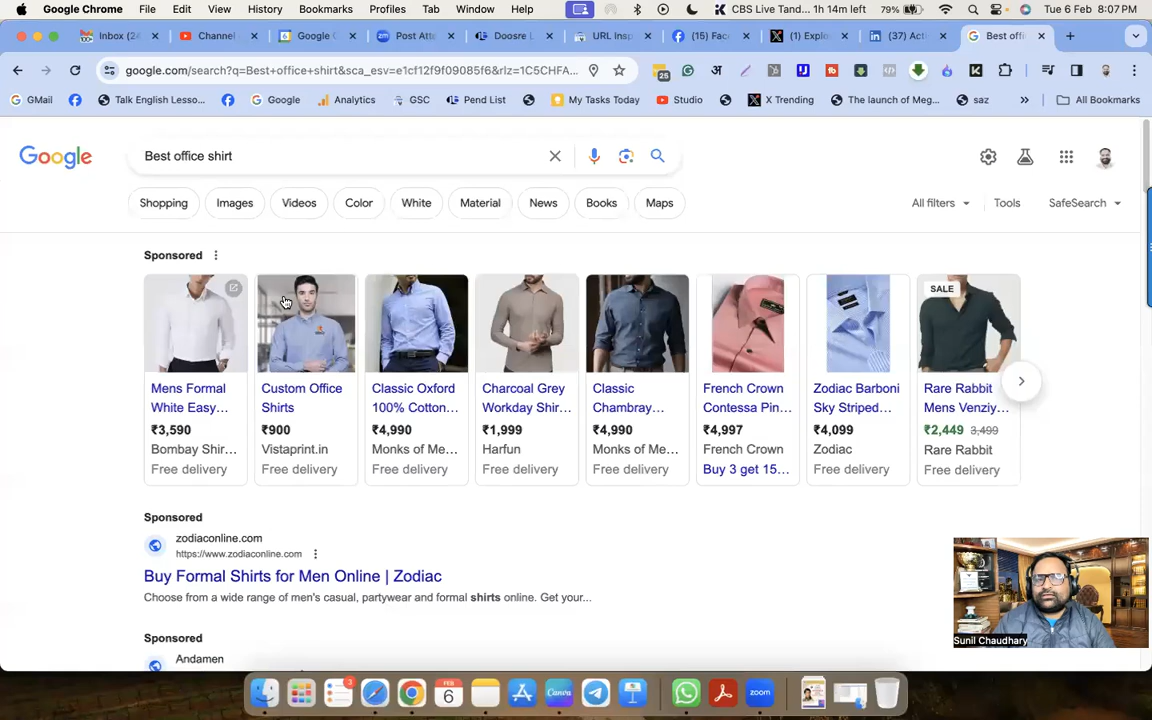 Google Chrome File Edit View History Bookmarks Profiles Tab Window Help CBS Live Tand... 1h 14m left 79% Tue 6 Feb 8:07 PM
Inbox (24 Channel Google C Post Atte Doosre L URL Insp (15) Face (1) Explo (37) Acti Best offi
google.com/search?q=Best+office+shirt&sca_esv=e1cf12f9f09085f6&rlz=1C5CHFA... 25 अ
GMail Talk English Lesso... Google Analytics GSC Pend List My Tasks Today Studio X Trending The launch of Meg... saz » All Bookmarks
Google
Best office shirt
Shopping Images Videos Color White Material News Books Maps All filters Tools SafeSearch
Sponsored
SALE
Mens Formal White Easy...
₹3,590
Bombay Shir...
Free delivery
Custom Office Shirts
₹900
Vistaprint.in
Free delivery
Classic Oxford 100% Cotton...
₹4,990
Monks of Me...
Free delivery
Charcoal Grey Workday Shir...
₹1,999
Harfun
Free delivery
Classic Chambray...
₹4,990
Monks of Me...
Free delivery
French Crown Contessa Pin...
₹4,997
French Crown
Buy 3 get 15...
Zodiac Barboni Sky Striped...
₹4,099
Zodiac
Free delivery
Rare Rabbit Mens Venziy...
₹2,449 3,499
Rare Rabbit
Free delivery
Sponsored
zodiaconline.com
https://www.zodiaconline.com
Buy Formal Shirts for Men Online | Zodiac
Choose from a wide range of men's casual, partywear and formal shirts online. Get your...
Sponsored
Andamen
Sunil Chaudhary
3
FEB
6
Canva
zoom